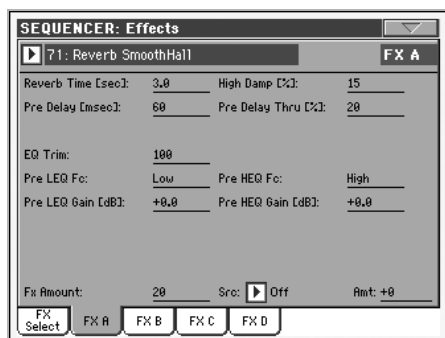 SEQUENCER: Effects
71: Reverb SmoothHall FX A
Reverb Time [sec]: 3.0 High Damp [%]: 15
Pre Delay [msec]: 60 Pre Delay Thru [%]: 20
EQ Trim: 100
Pre LEQ Fc: Low Pre HEQ Fc: High
Pre LEQ Gain [dB]: +0.0 Pre HEQ Gain [dB]: +0.0
Fx Amount: 20 Src: Off Amt: +0
FX Select FX A FX B FX C FX D